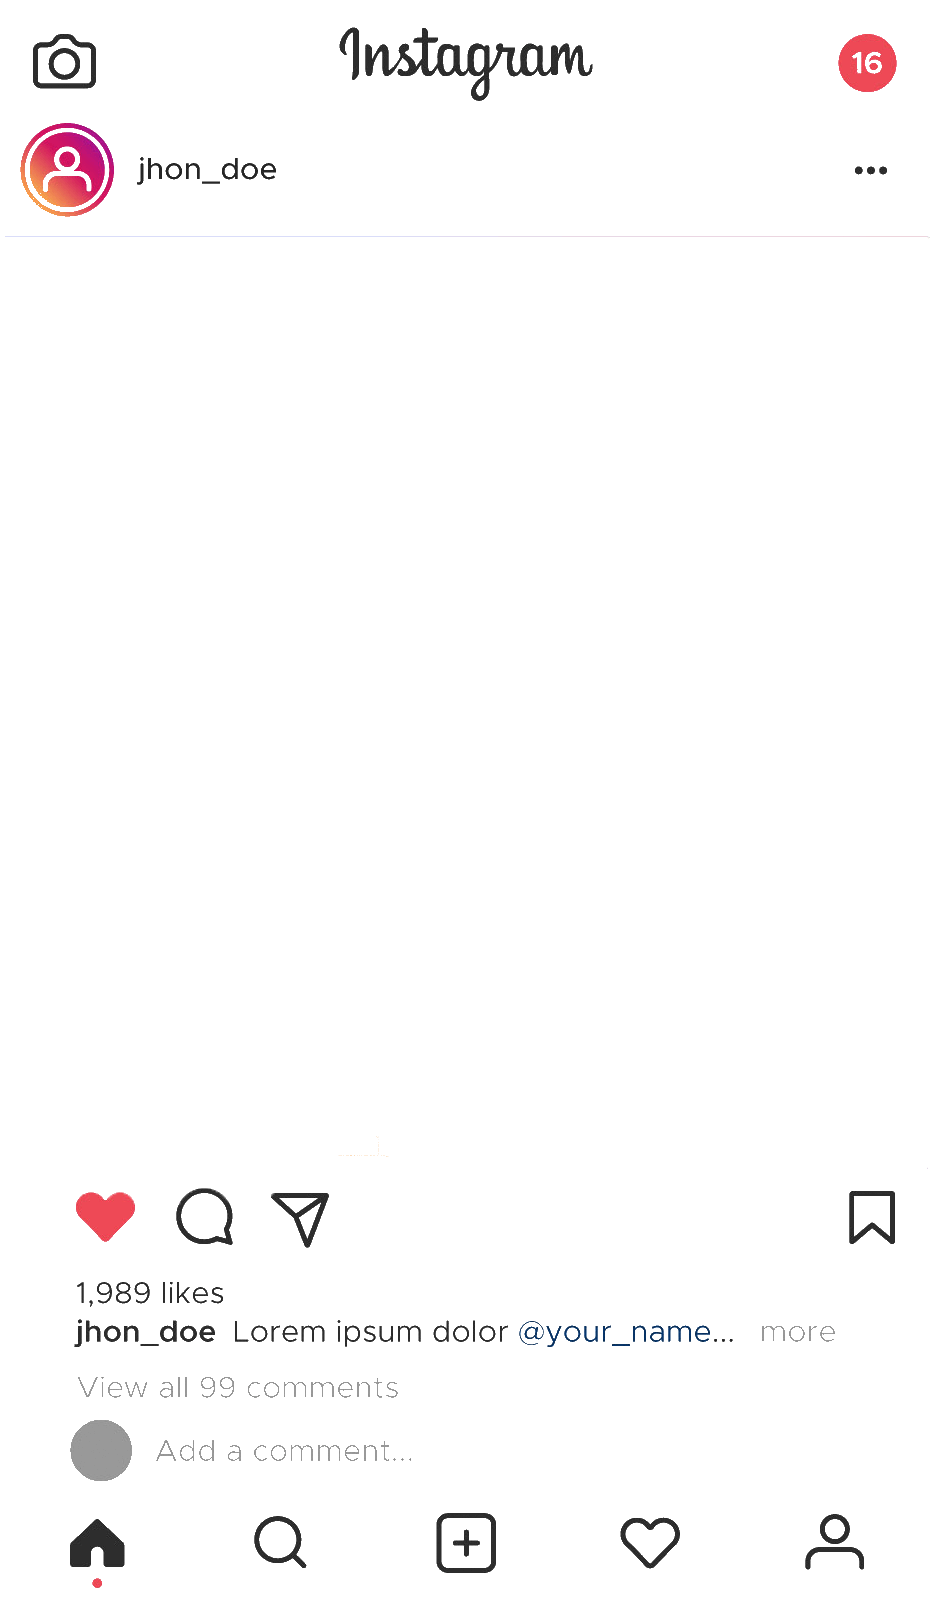 Instagram
16
jhon_doe
1,989 likes
jhon_doe Lorem ipsum dolor @your_name... more
View all 99 comments
Add a comment...